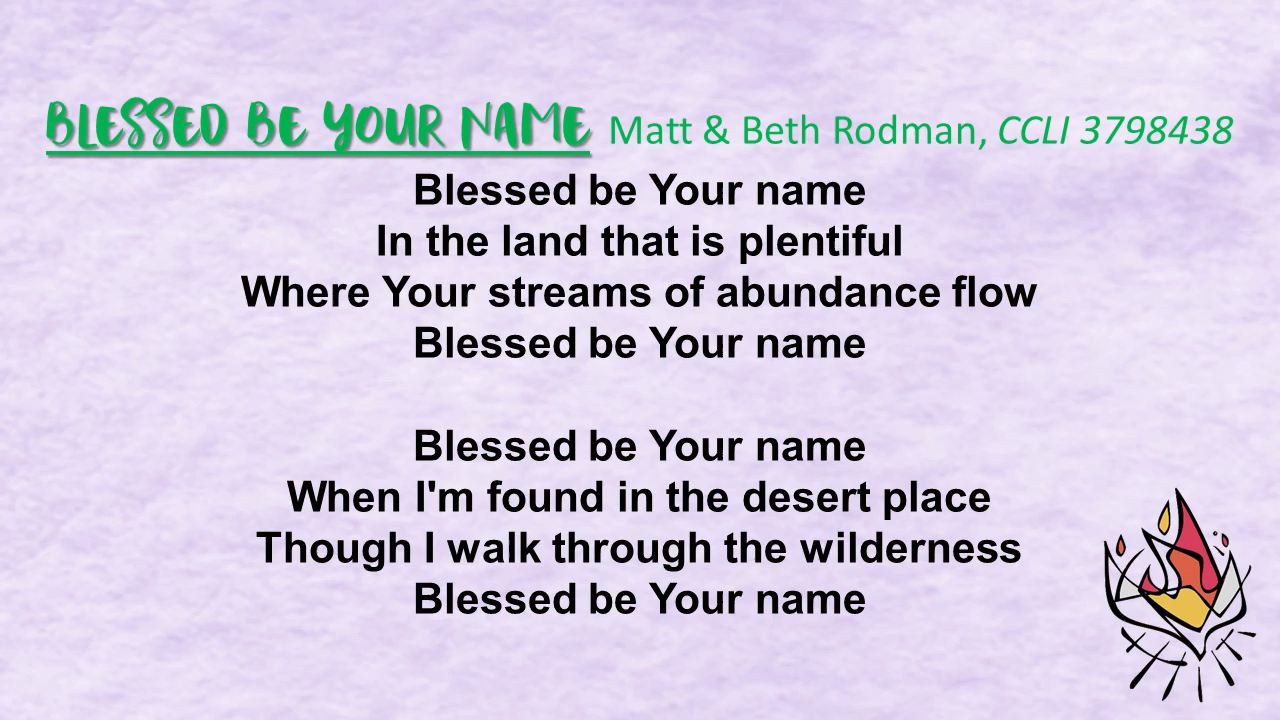 BLESSED BE YOUR NAME Matt & Beth Rodman, CCLI 3798438
Blessed be Your name
In the land that is plentiful
Where Your streams of abundance flow
Blessed be Your name
Blessed be Your name
When I'm found in the desert place
Though I walk through the wilderness
Blessed be Your name